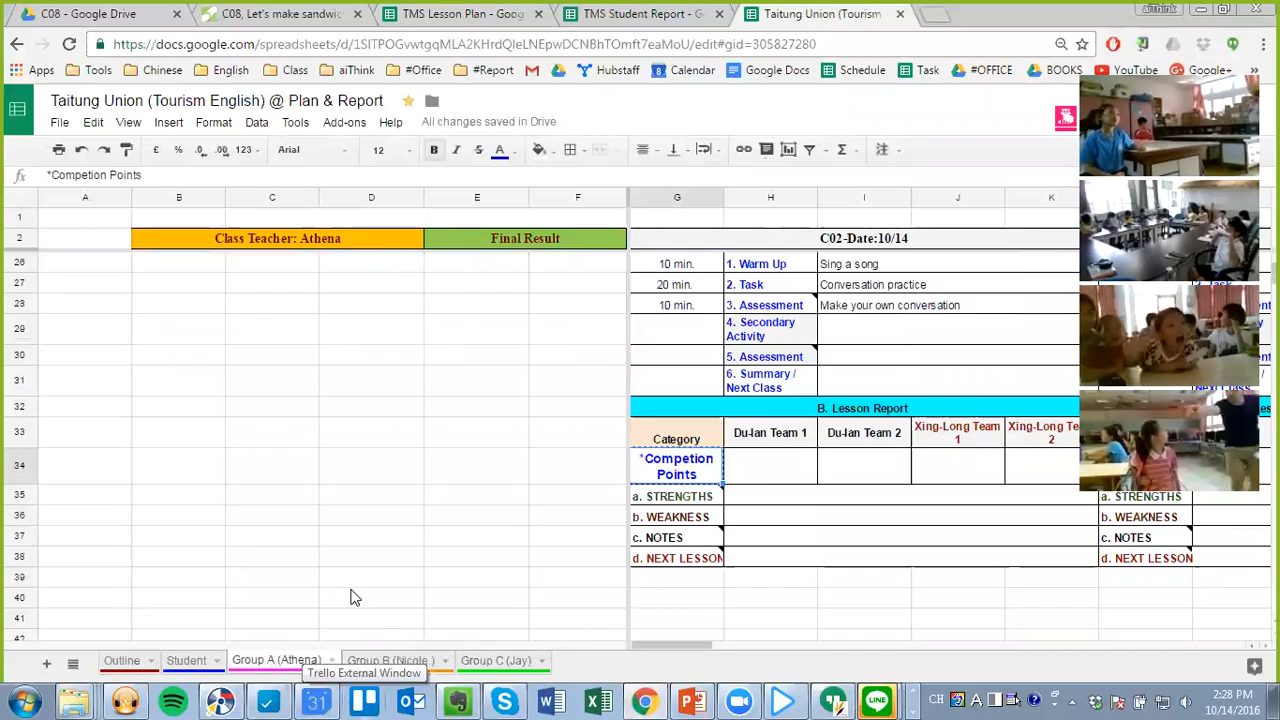 aiThink
C08 - Google Drive
C08, Let's make sandwic
TMS Lesson Plan - Goog
TMS Student Report - Goo
Taitung Union (Tourism
https://docs.google.com/spreadsheets/d/1SITPOGvwtgqMLA2KHrdQIeLNEpwDCNBhTOmft7eaMoU/edit#gid=305827280
Apps Tools Chinese English Class aiThink #Office #Report Hubstaff Calendar Google Docs Schedule Task #OFFICE BOOKS YouTube Google+
Taitung Union (Tourism English) @ Plan & Report
File Edit View Insert Format Data Tools Add-ons Help All changes saved in Drive
£ % .0 .00 123 Arial 12 B I S A
fx *Competion Points
A B C D E F G H I J K
1
2 Class Teacher: Athena Final Result C02-Date:10/14
26 10 min. 1. Warm Up Sing a song
27 20 min. 2. Task Conversation practice
28 10 min. 3. Assessment Make your own conversation
29 4. Secondary
Activity
30 5. Assessment
31 6. Summary /
Next Class
32 B. Lesson Report
33 Category Du-lan Team 1 Du-lan Team 2 Xing-Long Team
1 Xing-Long Te
2
34 *Competion
Points
35 a. STRENGTHS a. STRENGTHS
36 b. WEAKNESS b. WEAKNESS
37 c. NOTES c. NOTES
38 d. NEXT LESSON d. NEXT LESSON
39
40
41
42
Outline Student Group A (Athena) Group B (Nicole) Group C (Jay)
Trello External Window
31
CH
2:28 PM
10/14/2016